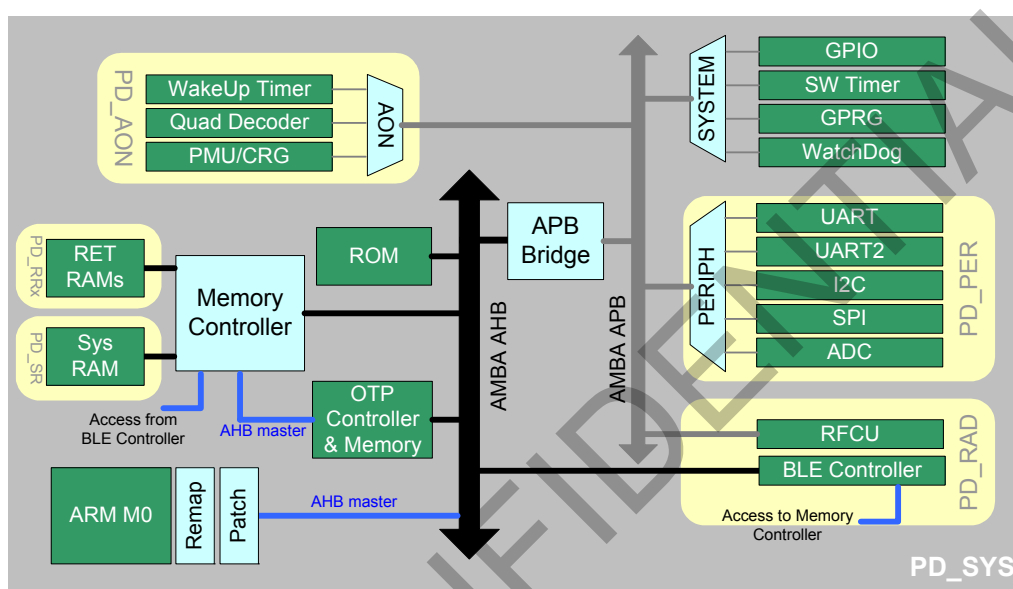 PD_AON
WakeUp Timer
Quad Decoder
PMU/CRG
AON
SYSTEM
GPIO
SW Timer
GPRG
WatchDog
PD_RRx
RET
RAMs
PD_SR
Sys
RAM
Memory
Controller
ROM
APB
Bridge
AMBA AHB
AMBA APB
PERIPH
UART
UART2
I2C
SPI
ADC
PD_PER
Access from
BLE Controller
AHB master
OTP
Controller
& Memory
RFCU
BLE Controller
PD_RAD
Access to Memory
Controller
ARM M0
Remap
Patch
AHB master
PD_SYS
FIDENTIAL